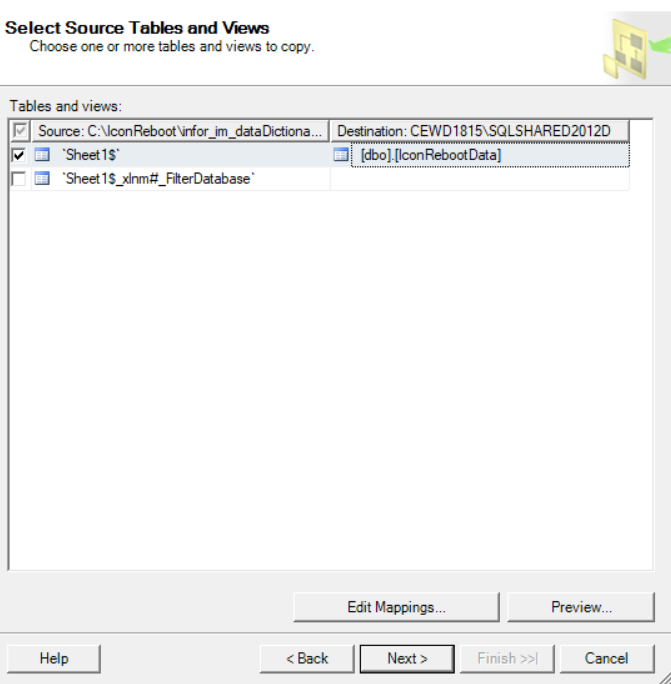 Select Source Tables and Views
Choose one or more tables and views to copy.
Tables and views:
Source: C:\IconReboot\infor_im_dataDictiona... Destination: CEWD1815\SQLSHARED2012D
`Sheet1$` [dbo].[IconRebootData]
`Sheet1$_xlnm#_FilterDatabase`
Edit Mappings... Preview...
Help < Back Next > Finish >>| Cancel